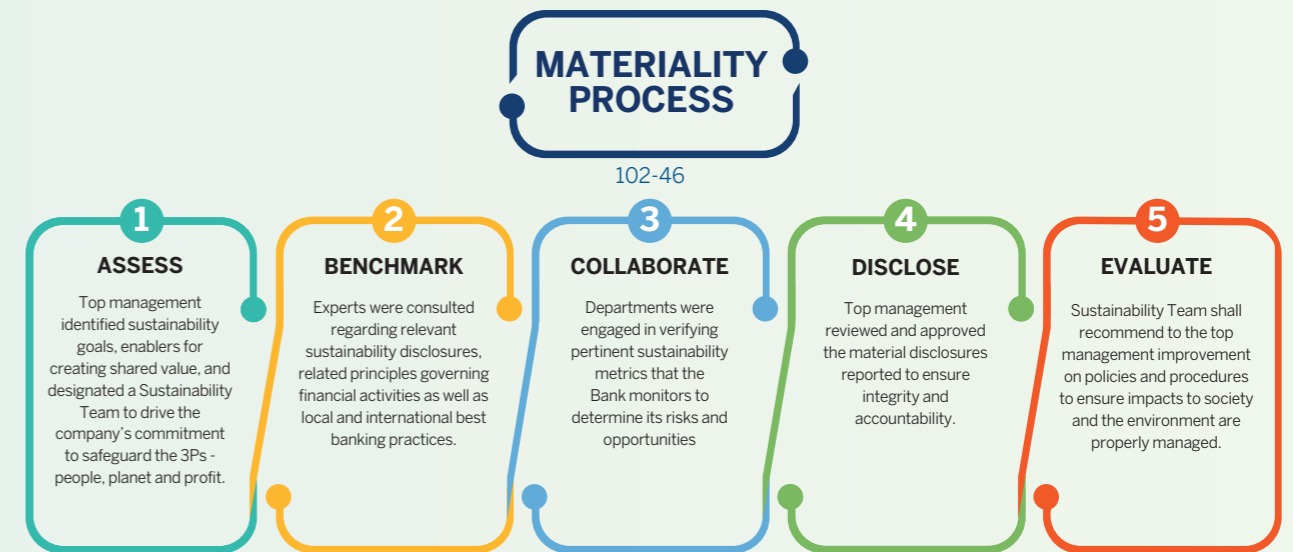 MATERIALITY
PROCESS
102-46
1
ASSESS
Top management
identified sustainability
goals, enablers for
creating shared value, and
designated a Sustainability
Team to drive the
company's commitment
to safeguard the 3Ps -
people, planet and profit.
2
BENCHMARK
Experts were consulted
regarding relevant
sustainability disclosures,
related principles governing
financial activities as well as
local and international best
banking practices.
3
COLLABORATE
Departments were
engaged in verifying
pertinent sustainability
metrics that the
Bank monitors to
determine its risks and
opportunities
4
DISCLOSE
Top management
reviewed and approved
the material disclosures
reported to ensure
integrity and
accountability.
5
EVALUATE
Sustainability Team shall
recommend to the top
management improvement
on policies and procedures
to ensure impacts to society
and the environment are
properly managed.